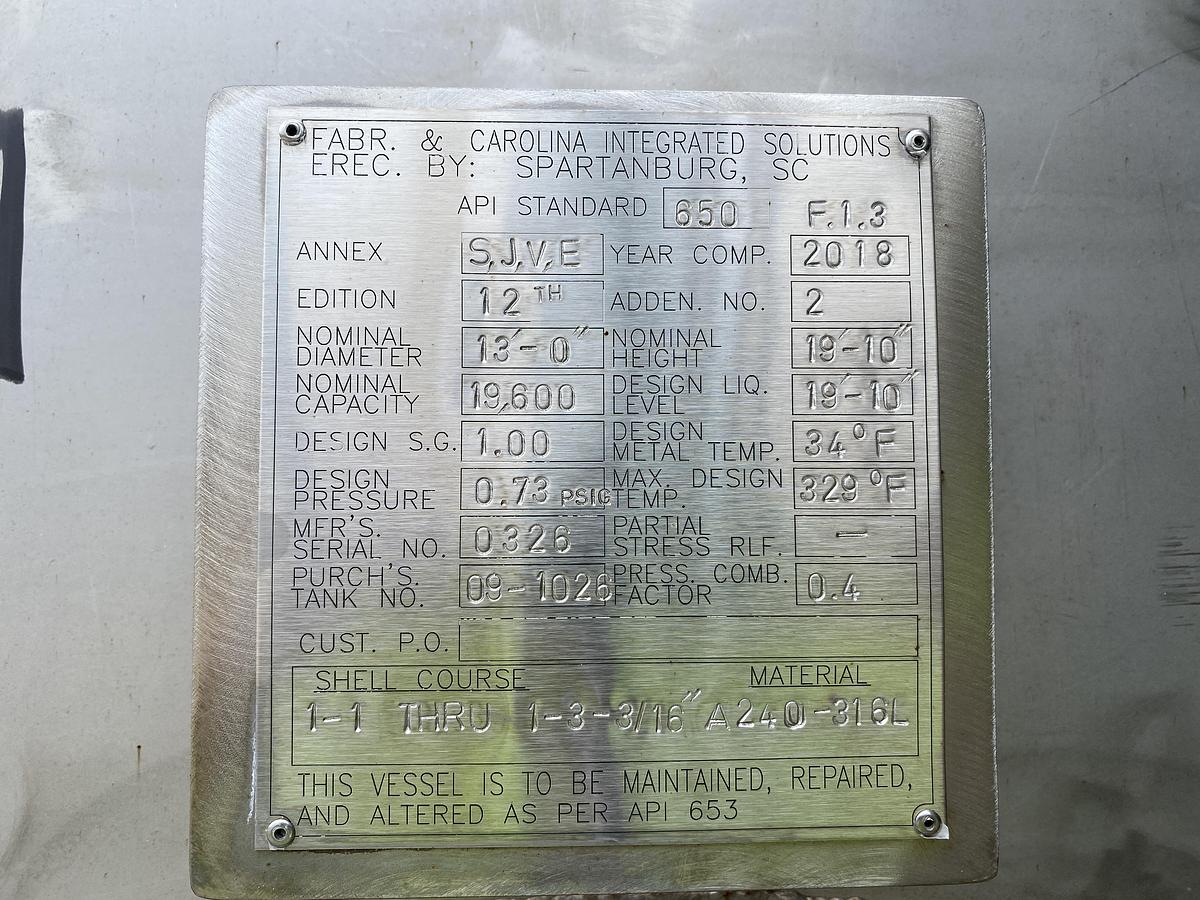 FABR. & CAROLINA INTEGRATED SOLUTIONS
EREC. BY: SPARTANBURG, SC
API STANDARD 650 F.1.3
ANNEX S,J,V,E YEAR COMP. 2018
EDITION 12TH ADDEN. NO. 2
NOMINAL DIAMETER 13'-0" NOMINAL HEIGHT 19'-10"
NOMINAL CAPACITY 19,600 DESIGN LIQ. LEVEL 19'-10"
DESIGN S.G. 1.00 DESIGN METAL TEMP. 34°F
DESIGN PRESSURE 0.73 PSIG MAX. DESIGN TEMP. 329°F
MFR'S. SERIAL NO. 0326 PARTIAL STRESS RLF. —
PURCH'S. TANK NO. 09-1026 PRESS. COMB. FACTOR 0.4
CUST. P.O.
SHELL COURSE MATERIAL
1-1 THRU 1-3-3/16" A240-316L
THIS VESSEL IS TO BE MAINTAINED, REPAIRED,
AND ALTERED AS PER API 653